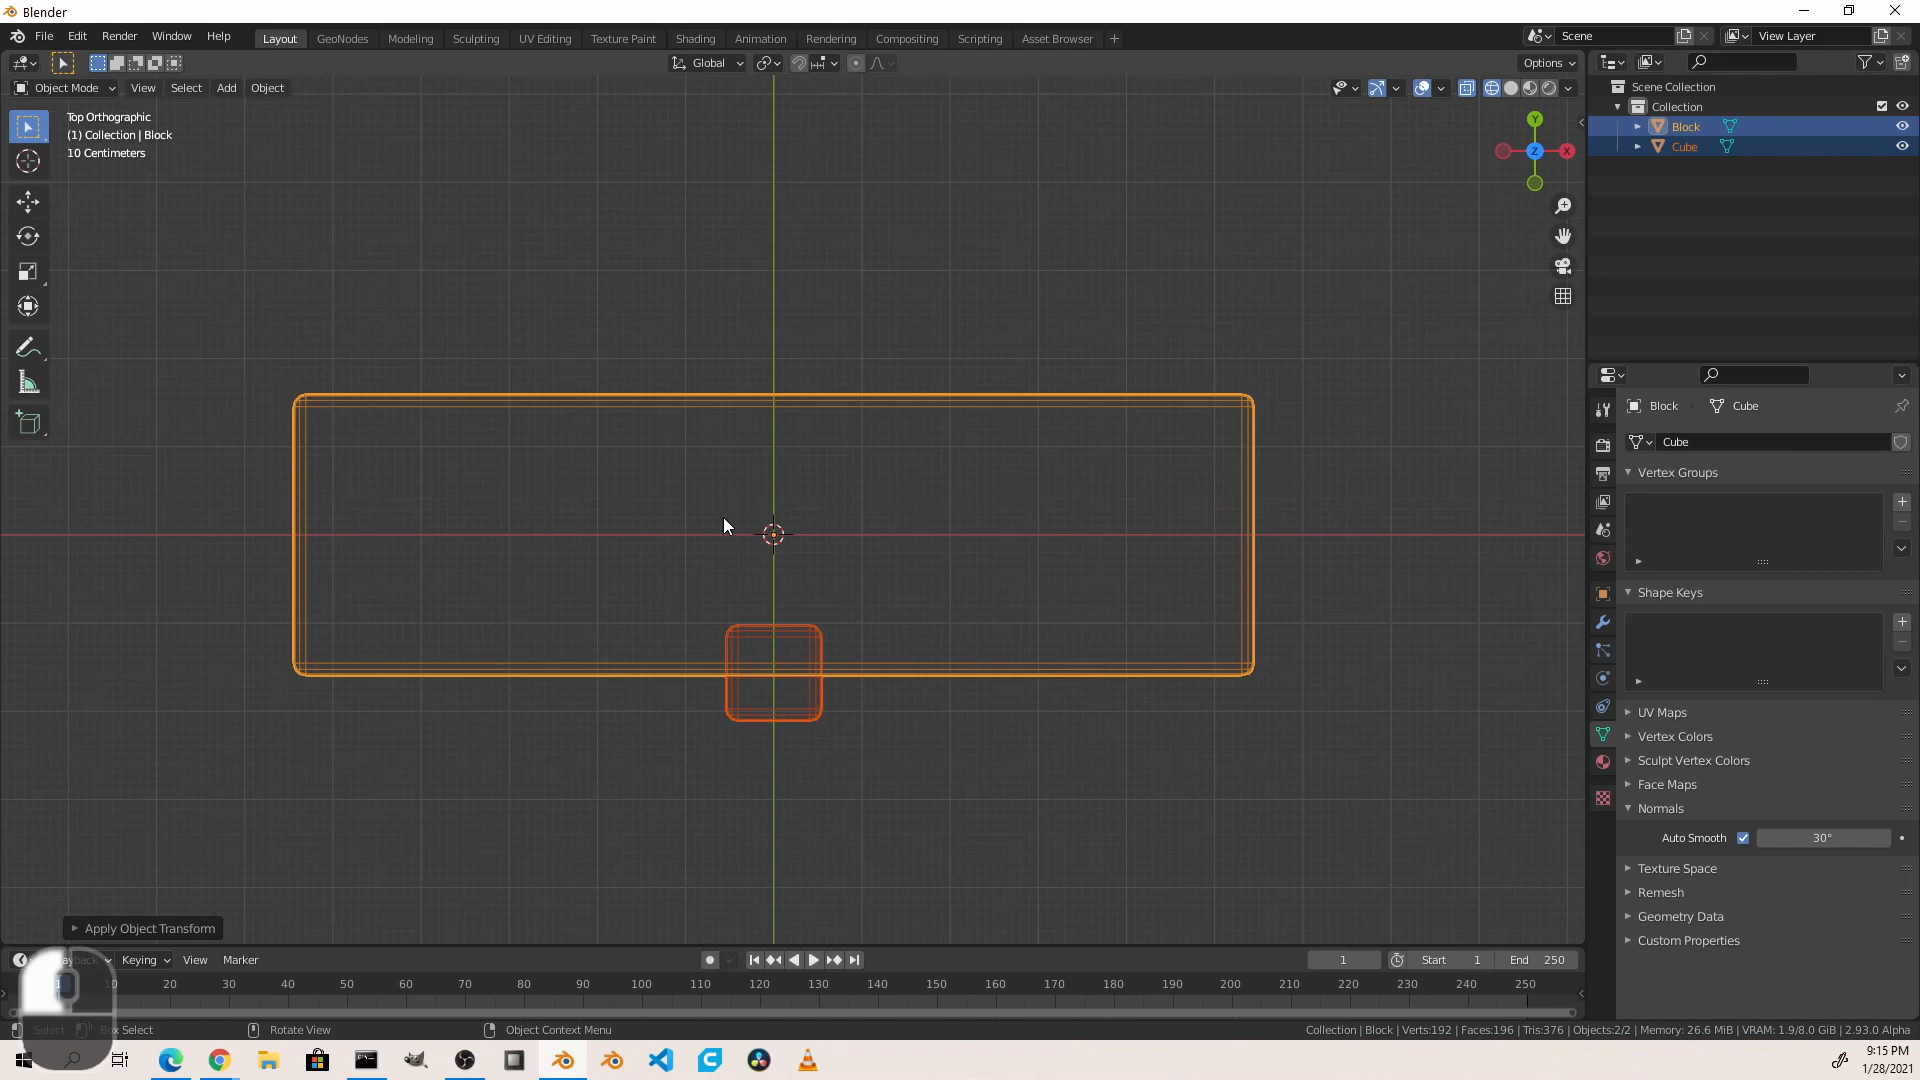 Blender
File Edit Render Window Help
Layout GeoNodes Modeling Sculpting UV Editing Texture Paint Shading Animation Rendering Compositing Scripting Asset Browser +
Scene
View Layer
Global
Options
Object Mode View Select Add Object
Top Orthographic
(1) Collection | Block
10 Centimeters
Y
X
Z
Scene Collection
Collection
Block
Cube
Block Cube
Cube
Vertex Groups
Shape Keys
UV Maps
Vertex Colors
Sculpt Vertex Colors
Face Maps
Normals
Auto Smooth 30°
Texture Space
Remesh
Geometry Data
Custom Properties
Apply Object Transform
Keying View Marker
1 Start 1 End 250
10 20 30 40 50 60 70 80 90 100 110 120 130 140 150 160 170 180 190 200 210 220 230 240 250
Select Box Select Rotate View Object Context Menu
Collection | Block | Verts:192 | Faces:196 | Tris:376 | Objects:2/2 | Memory: 26.6 MiB | VRAM: 1.9/8.0 GiB | 2.93.0 Alpha
9:15 PM
1/28/2021